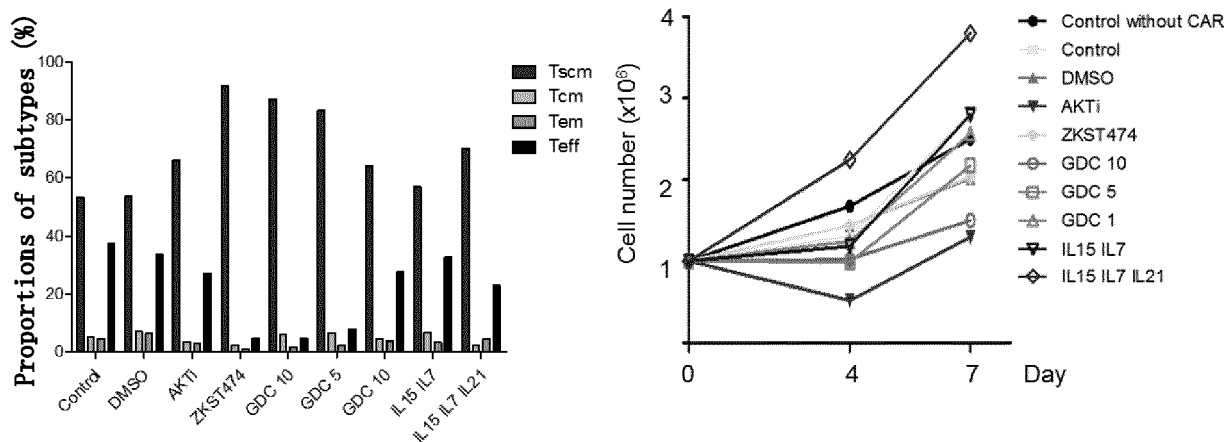 Proportions of subtypes (%)
100
80
60
40
20
0
Tscm
Tcm
Tem
Teff
Control
DMSO
AKTi
ZKST474
GDC 10
GDC 5
GDC 10
IL15 IL7
IL15 IL7 IL21
Cell number (x10⁶)
4
3
2
1
0
4
7
Day
Control without CAR
Control
DMSO
AKTi
ZKST474
GDC 10
GDC 5
GDC 1
IL15 IL7
IL15 IL7 IL21